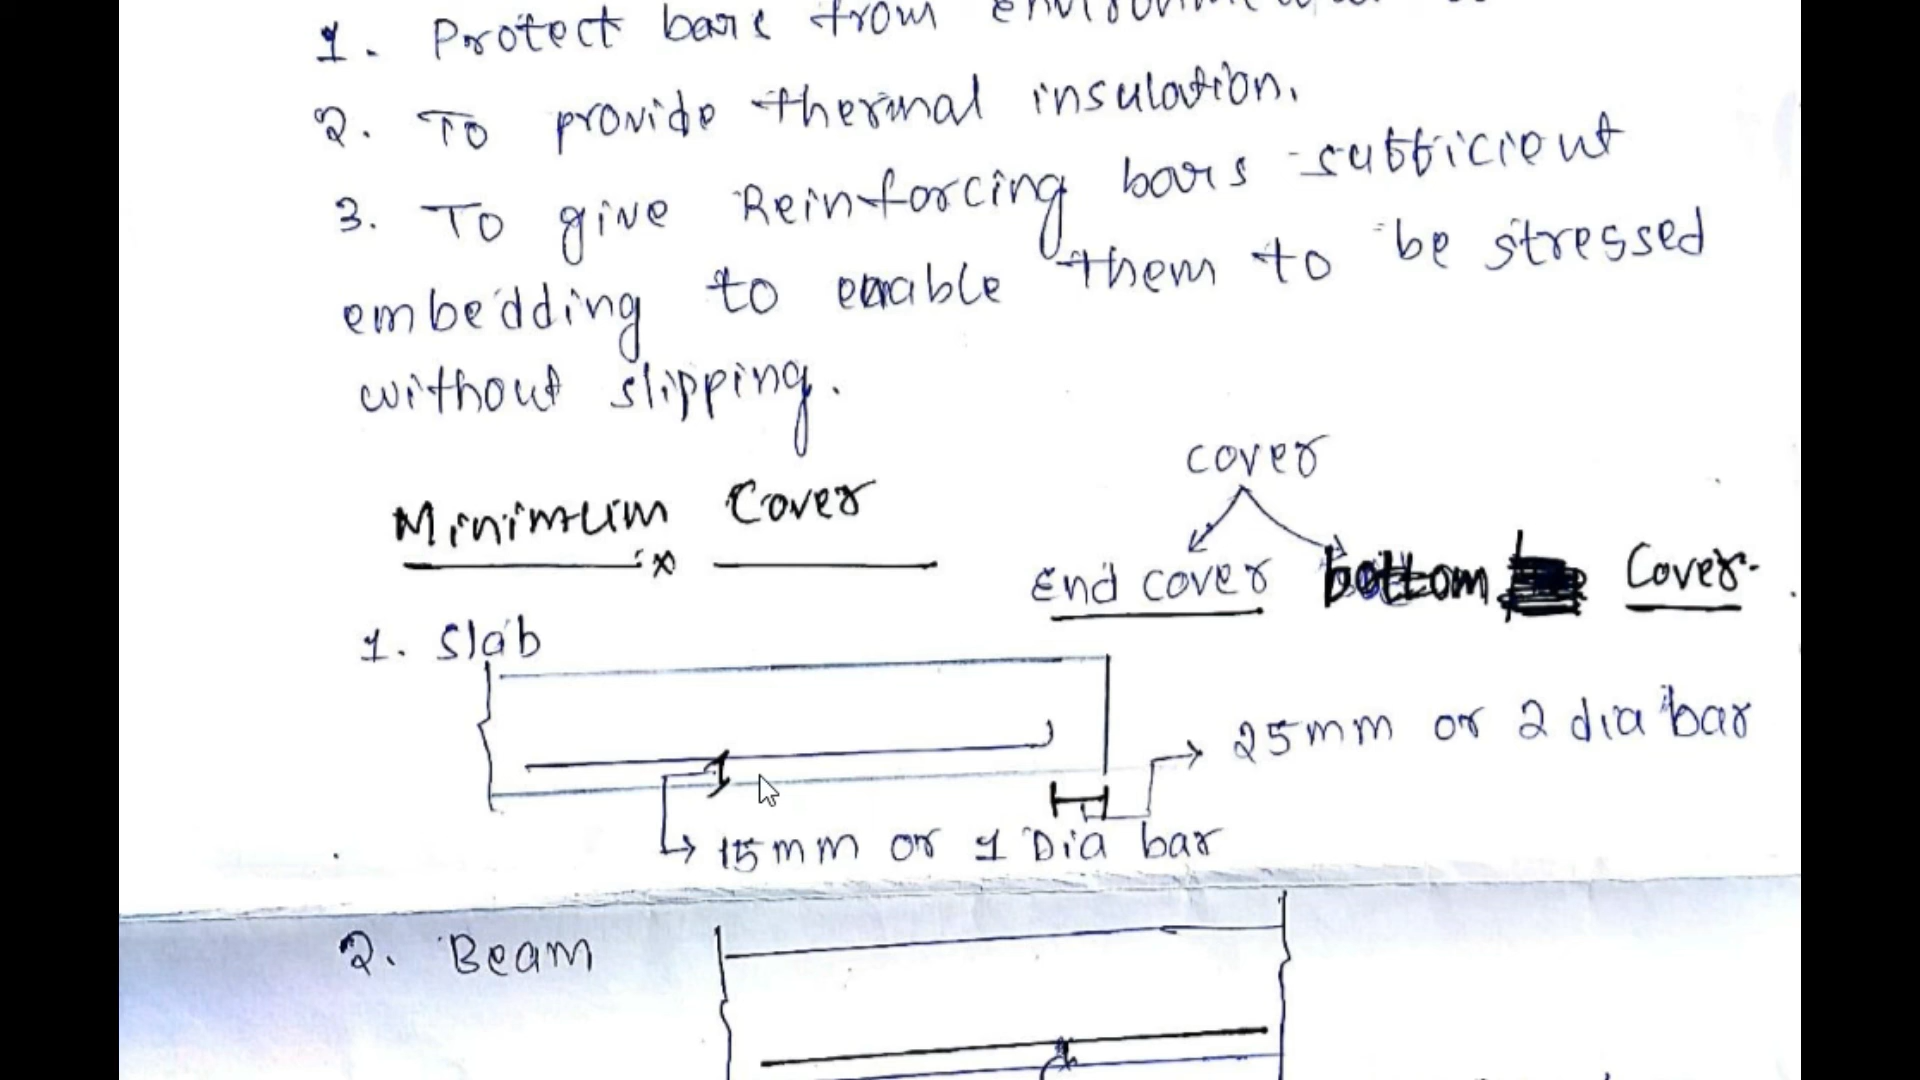 1. Protect bars from
2. To provide thermal insulation.
3. To give Reinforcing bars sufficient
embedding to enable them to be stressed
without slipping.
Minimum Cover
cover
End cover bottom Cover.
1. Slab
25mm or 2 dia bar
15mm or 1 Dia bar
2. Beam